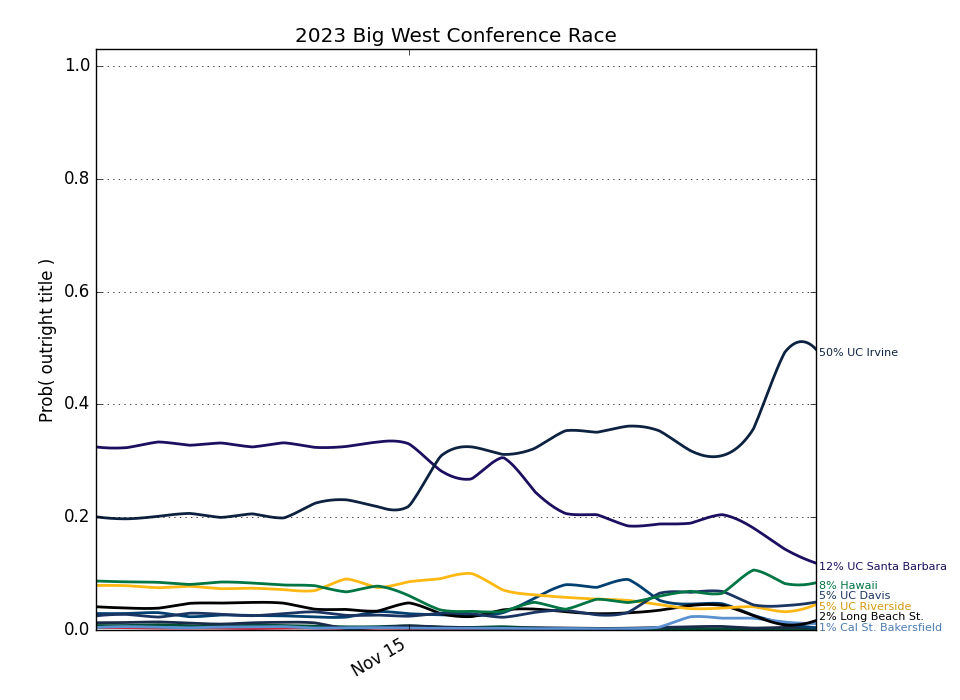 2023 Big West Conference Race
1.0
0.8
0.6
0.4
0.2
0.0
Prob( outright title )
Nov 15
50% UC Irvine
12% UC Santa Barbara
8% Hawaii
5% UC Davis
5% UC Riverside
2% Long Beach St.
1% Cal St. Bakersfield